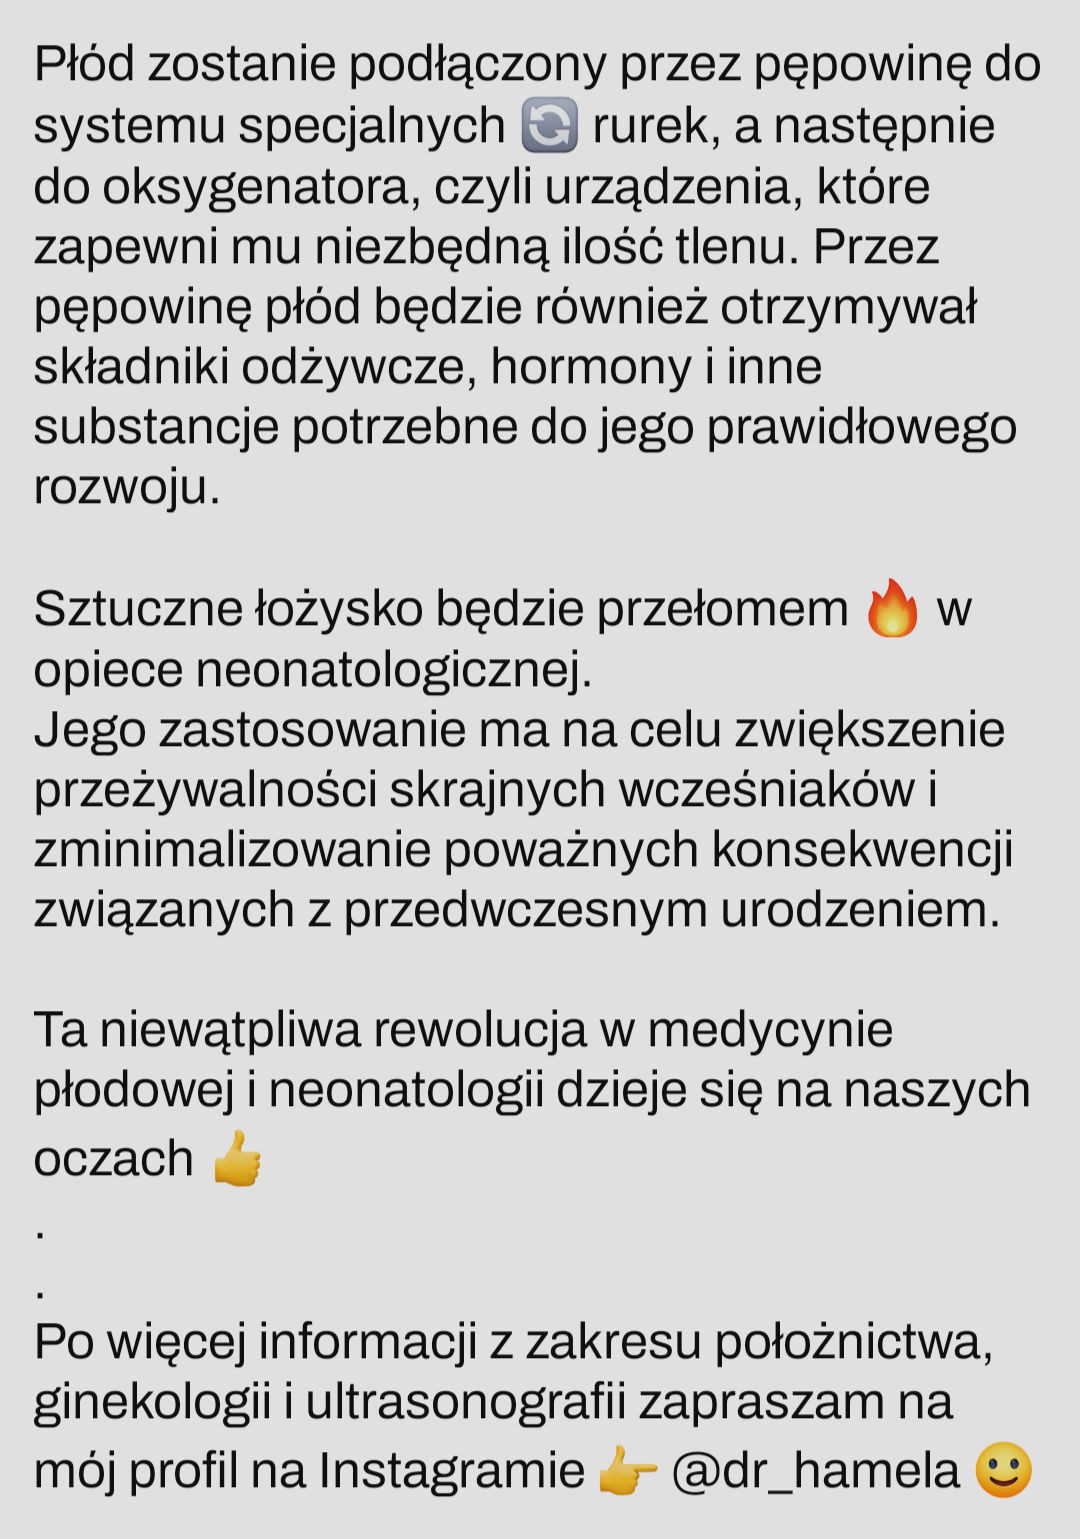 Płód zostanie podłączony przez pępowinę do
systemu specjalnych 🔄 rurek, a następnie
do oksygenatora, czyli urządzenia, które
zapewni mu niezbędną ilość tlenu. Przez
pępowinę płód będzie również otrzymywał
składniki odżywcze, hormony i inne
substancje potrzebne do jego prawidłowego
rozwoju.

Sztuczne łożysko będzie przełomem 🔥 w
opiece neonatologicznej.
Jego zastosowanie ma na celu zwiększenie
przeżywalności skrajnych wcześniaków i
zminimalizowanie poważnych konsekwencji
związanych z przedwczesnym urodzeniem.

Ta niewątpliwa rewolucja w medycynie
płodowej i neonatologii dzieje się na naszych
oczach 👍
.
.
Po więcej informacji z zakresu położnictwa,
ginekologii i ultrasonografii zapraszam na
mój profil na Instagramie 👉 @dr_hamela 🙂